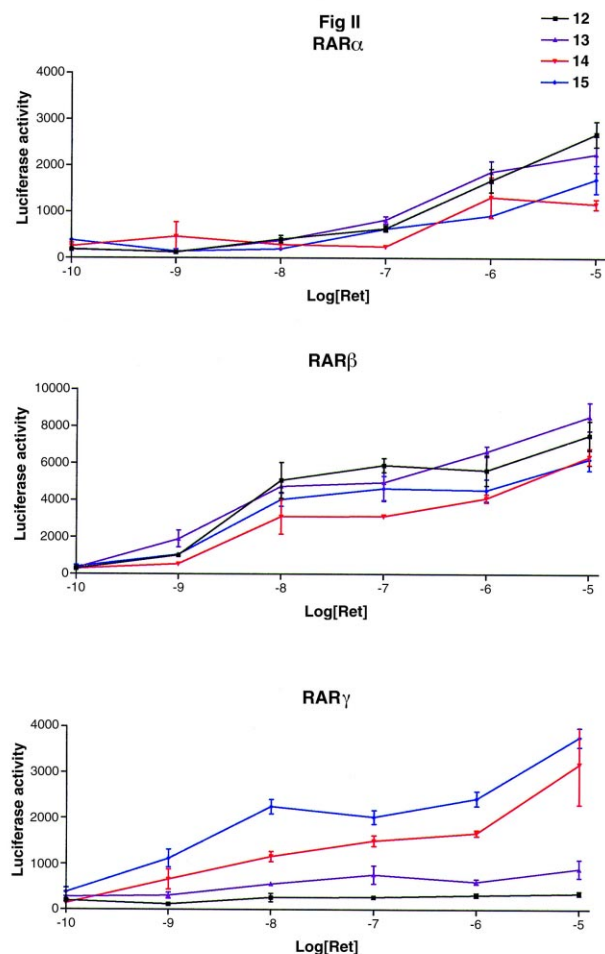 Fig II
RARα
12
13
14
15
Luciferase activity
4000
3000
2000
1000
0
-10 -9 -8 -7 -6 -5
Log[Ret]
RARβ
Luciferase activity
10000
8000
6000
4000
2000
0
-10 -9 -8 -7 -6 -5
Log[Ret]
RARγ
Luciferase activity
4000
3000
2000
1000
0
-10 -9 -8 -7 -6 -5
Log[Ret]